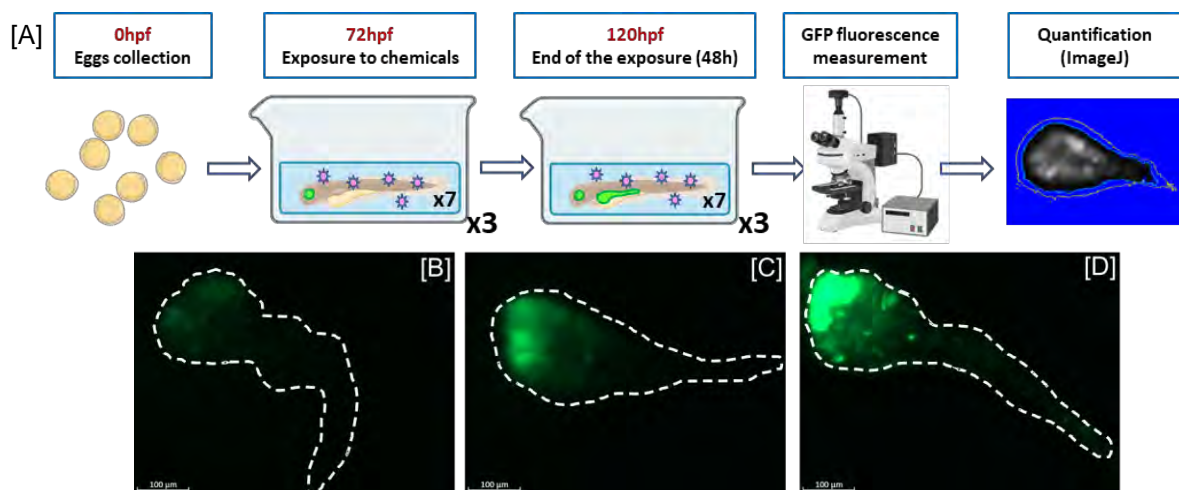 [A]
0hpf
Eggs collection
72hpf
Exposure to chemicals
120hpf
End of the exposure (48h)
GFP fluorescence
measurement
Quantification
(ImageJ)
x7
x3
x7
x3
[B]
[C]
[D]
100 µm
100 µm
100 µm